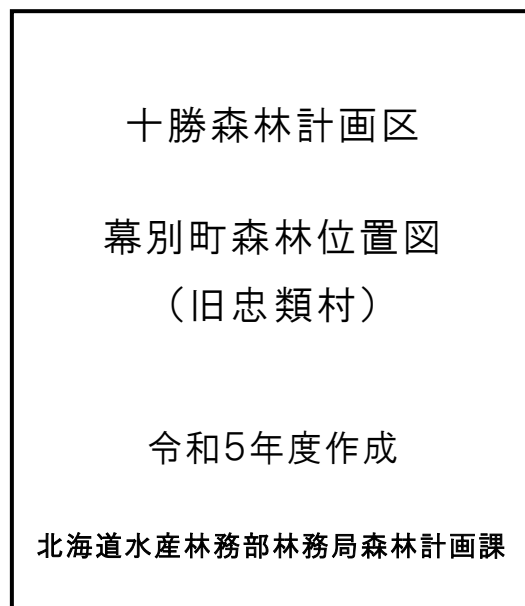 十勝森林計画区
幕別町森林位置図
（旧忠類村）
令和5年度作成
北海道水産林務部林務局森林計画課